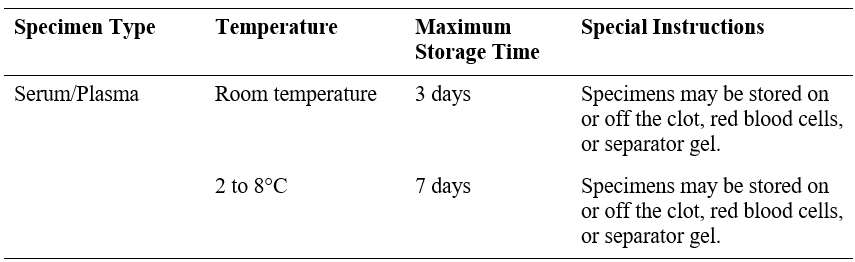 Specimen Type Temperature Maximum Storage Time Special Instructions
Serum/Plasma Room temperature 3 days Specimens may be stored on
or off the clot, red blood cells,
or separator gel.
2 to 8°C 7 days Specimens may be stored on
or off the clot, red blood cells,
or separator gel.